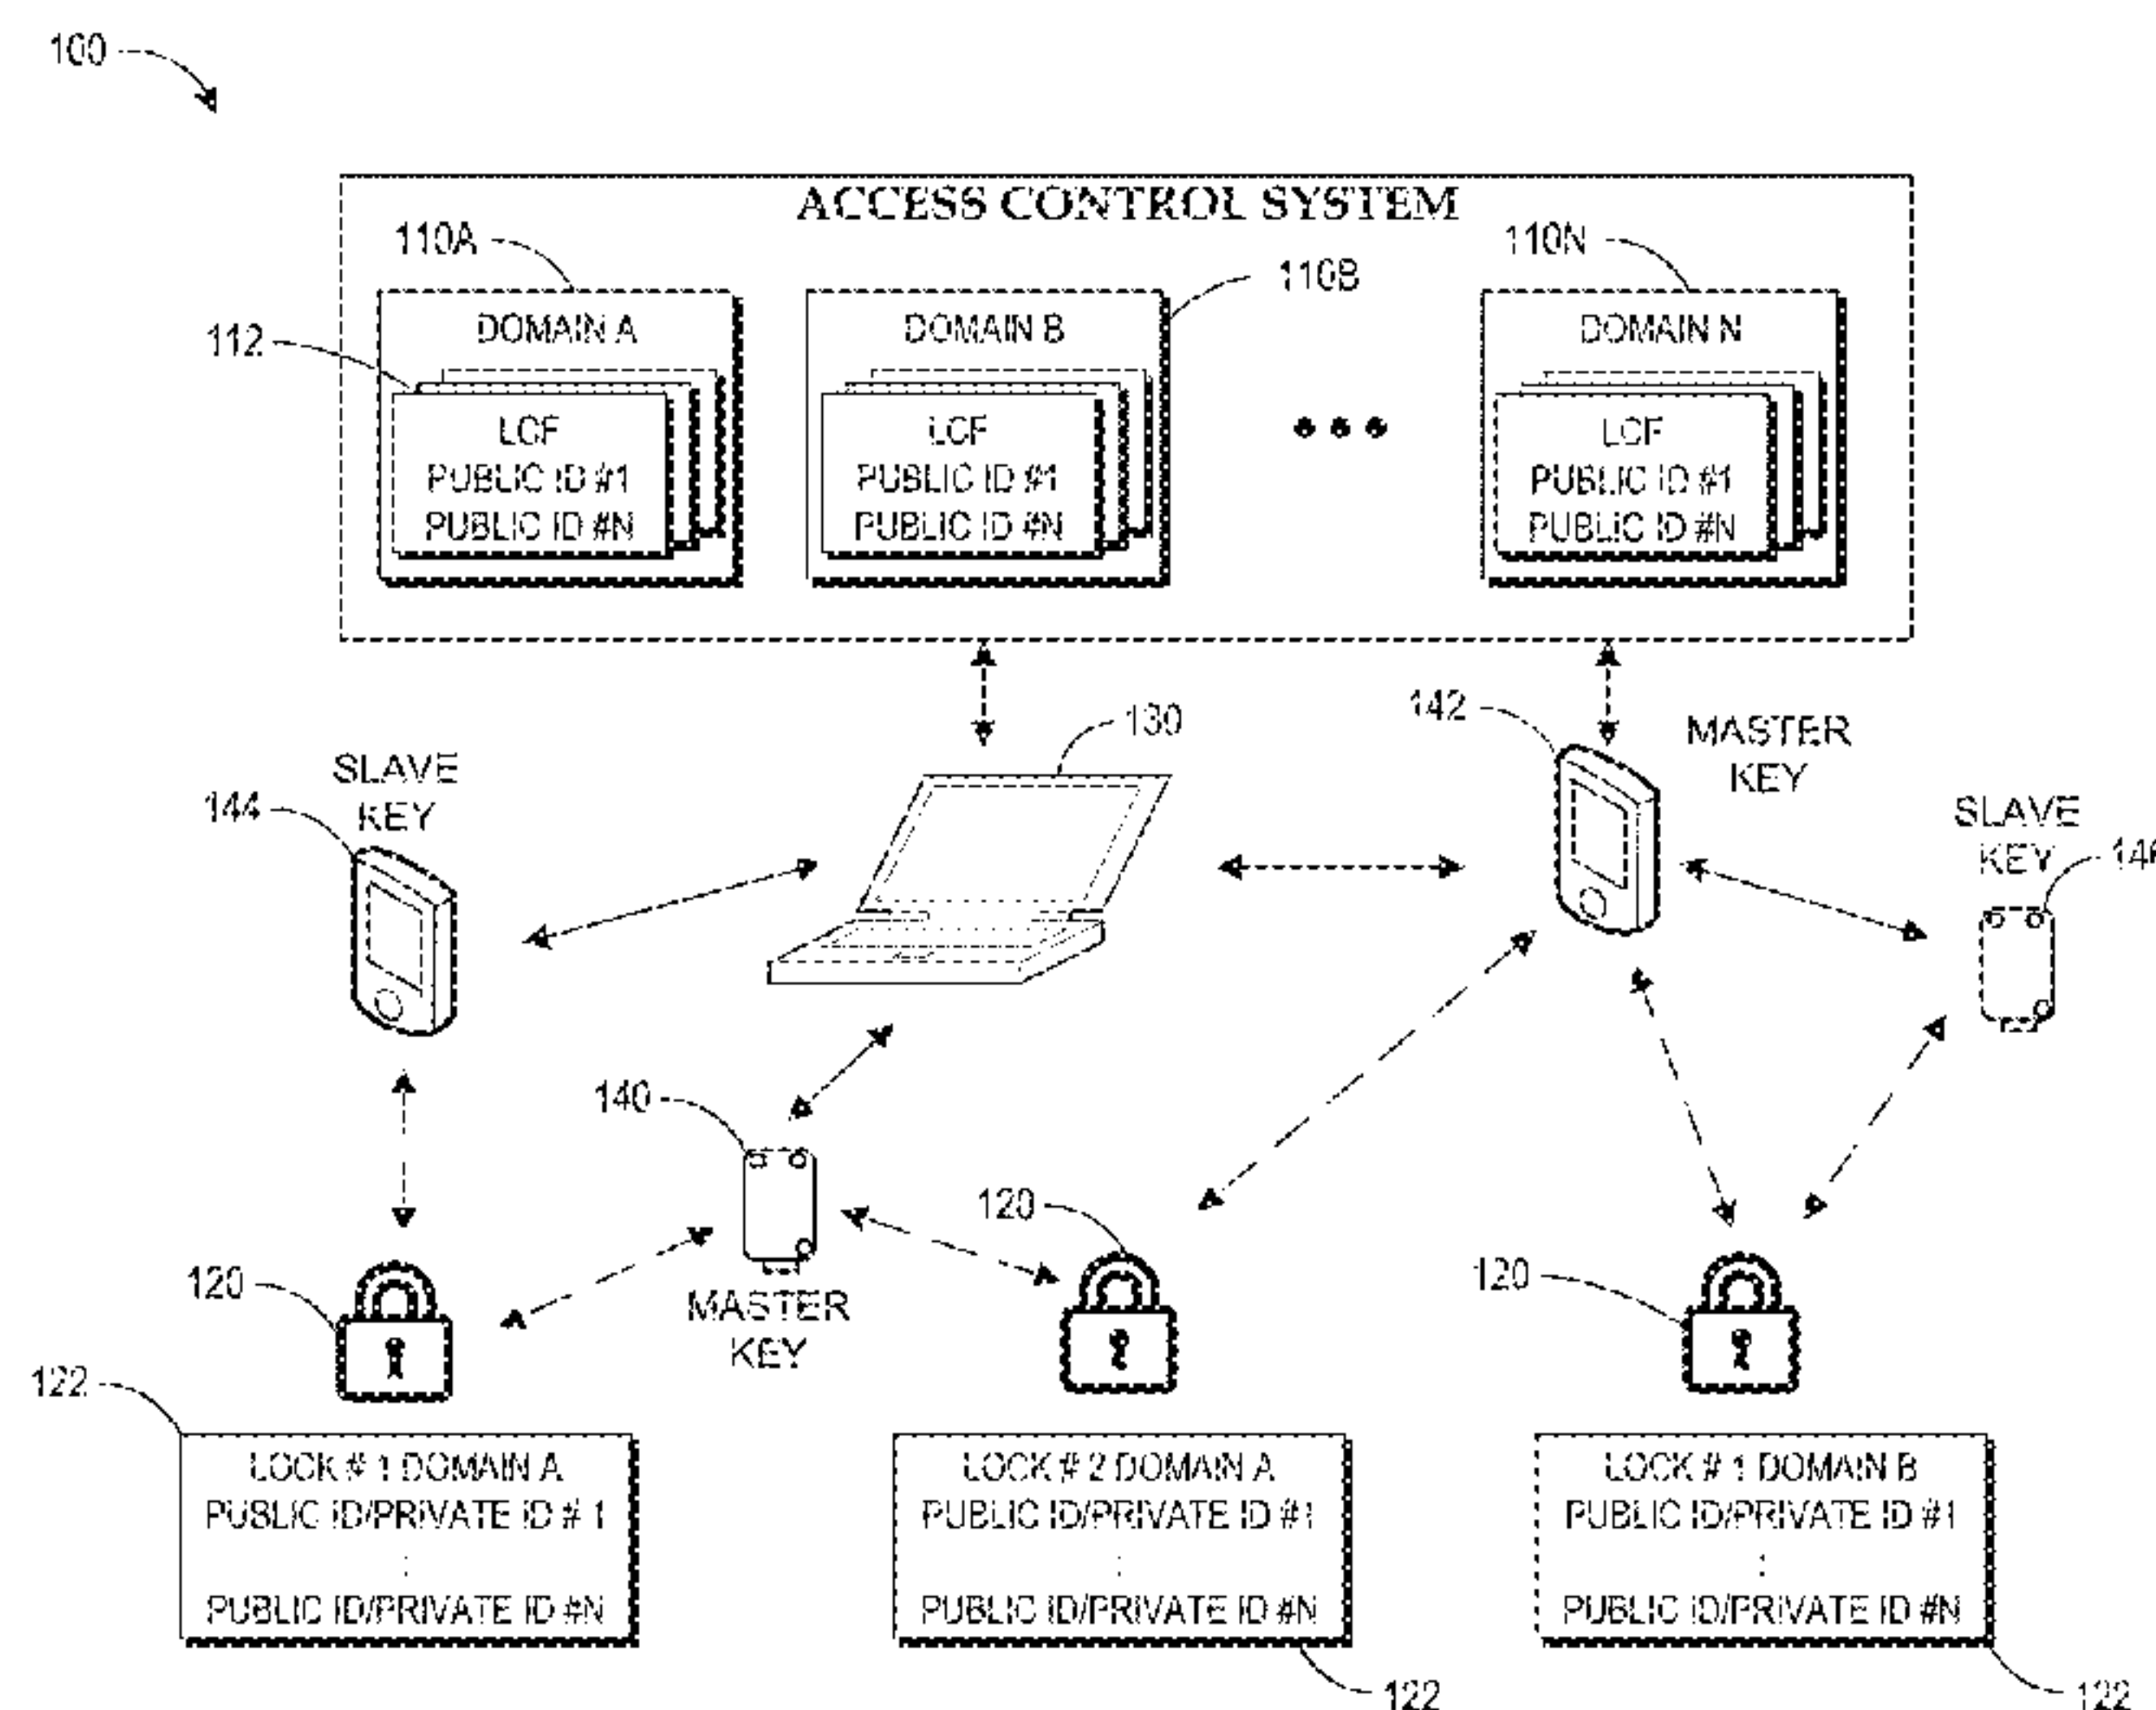 100
ACCESS CONTROL SYSTEM
110A
110B
110N
112
DOMAIN A
LCF
PUBLIC ID #1
PUBLIC ID #N
DOMAIN B
LCF
PUBLIC ID #1
PUBLIC ID #N
DOMAIN N
LCF
PUBLIC ID #1
PUBLIC ID #N
SLAVE
KEY
144
130
142
MASTER
KEY
SLAVE
KEY
140
MASTER
KEY
120
120
120
122
LOCK # 1 DOMAIN A
PUBLIC ID/PRIVATE ID # 1
:
PUBLIC ID/PRIVATE ID #N
LOCK # 2 DOMAIN A
PUBLIC ID/PRIVATE ID #1
:
PUBLIC ID/PRIVATE ID #N
122
LOCK # 1 DOMAIN B
PUBLIC ID/PRIVATE ID #1
:
PUBLIC ID/PRIVATE ID #N
122